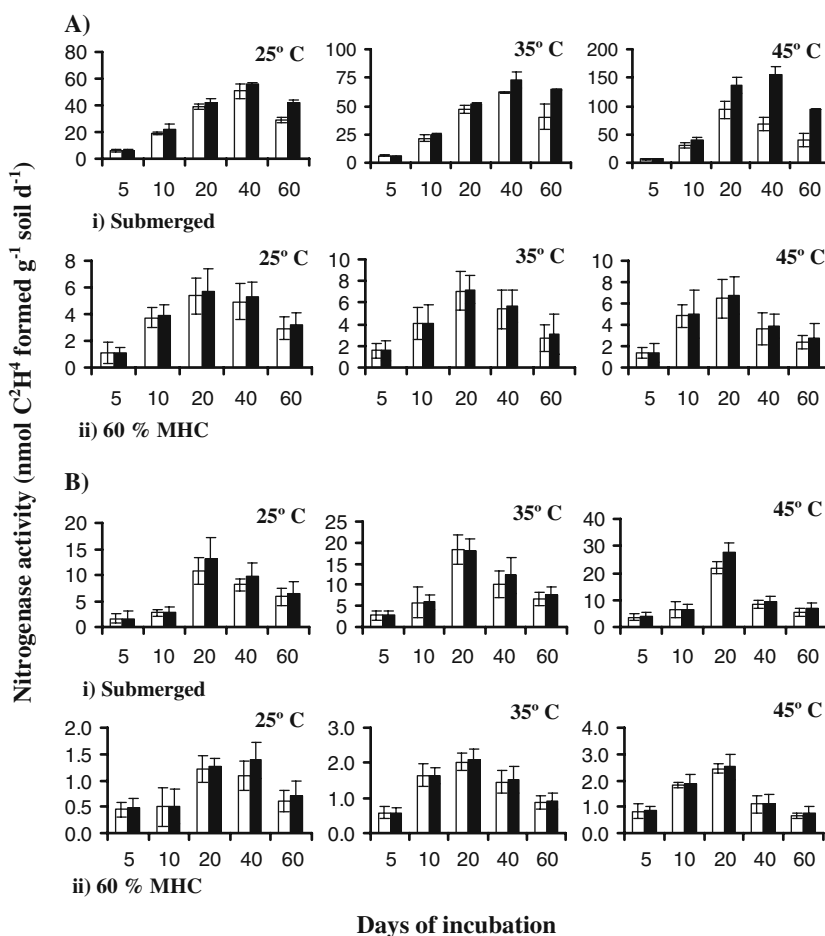 A)
Nitrogenase activity (nmol C²H⁴ formed g⁻¹ soil d⁻¹)
25º C
80
60
40
20
0
5 10 20 40 60
35º C
100
75
50
25
0
5 10 20 40 60
45º C
200
150
100
50
0
5 10 20 40 60
i) Submerged
25º C
8
6
4
2
0
5 10 20 40 60
35º C
10
8
6
4
2
0
5 10 20 40 60
45º C
10
8
6
4
2
0
5 10 20 40 60
ii) 60 % MHC
B)
25º C
20
15
10
5
0
5 10 20 40 60
35º C
25
20
15
10
5
0
5 10 20 40 60
45º C
40
30
20
10
0
5 10 20 40 60
i) Submerged
25º C
2.0
1.5
1.0
0.5
0.0
5 10 20 40 60
35º C
3.0
2.0
1.0
0.0
5 10 20 40 60
45º C
4.0
3.0
2.0
1.0
0.0
5 10 20 40 60
ii) 60 % MHC
Days of incubation